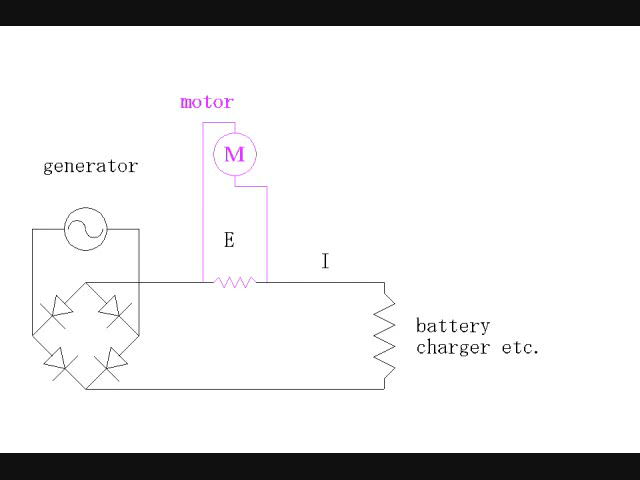 motor
M
generator
E
I
battery
charger etc.